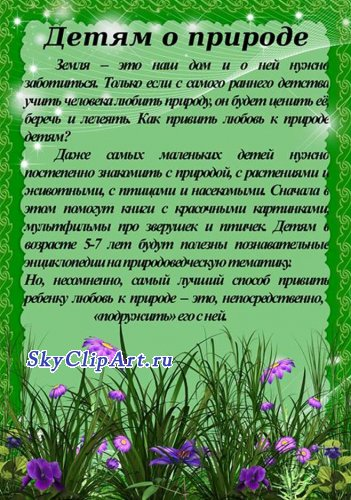 Детям о природе
Земля – это наш дом и о ней нужно
заботиться. Только если с самого раннего детства
учить человека любить природу, он будет ценить её,
беречь и лелеять. Как привить любовь к природе
детям?
Даже самых маленьких детей нужно
постепенно знакомить с природой, с растениями и
животными, с птицами и насекомыми. Сначала в
этом помогут книги с красочными картинками,
мультфильмы про зверушек и птичек. Детям в
возрасте 5-7 лет будут полезны познавательные
энциклопедии на природоведческую тематику.
Но, несомненно, самый лучший способ привить
ребенку любовь к природе – это, непосредственно,
«подружить» его с ней.
SkyClipArt.ru